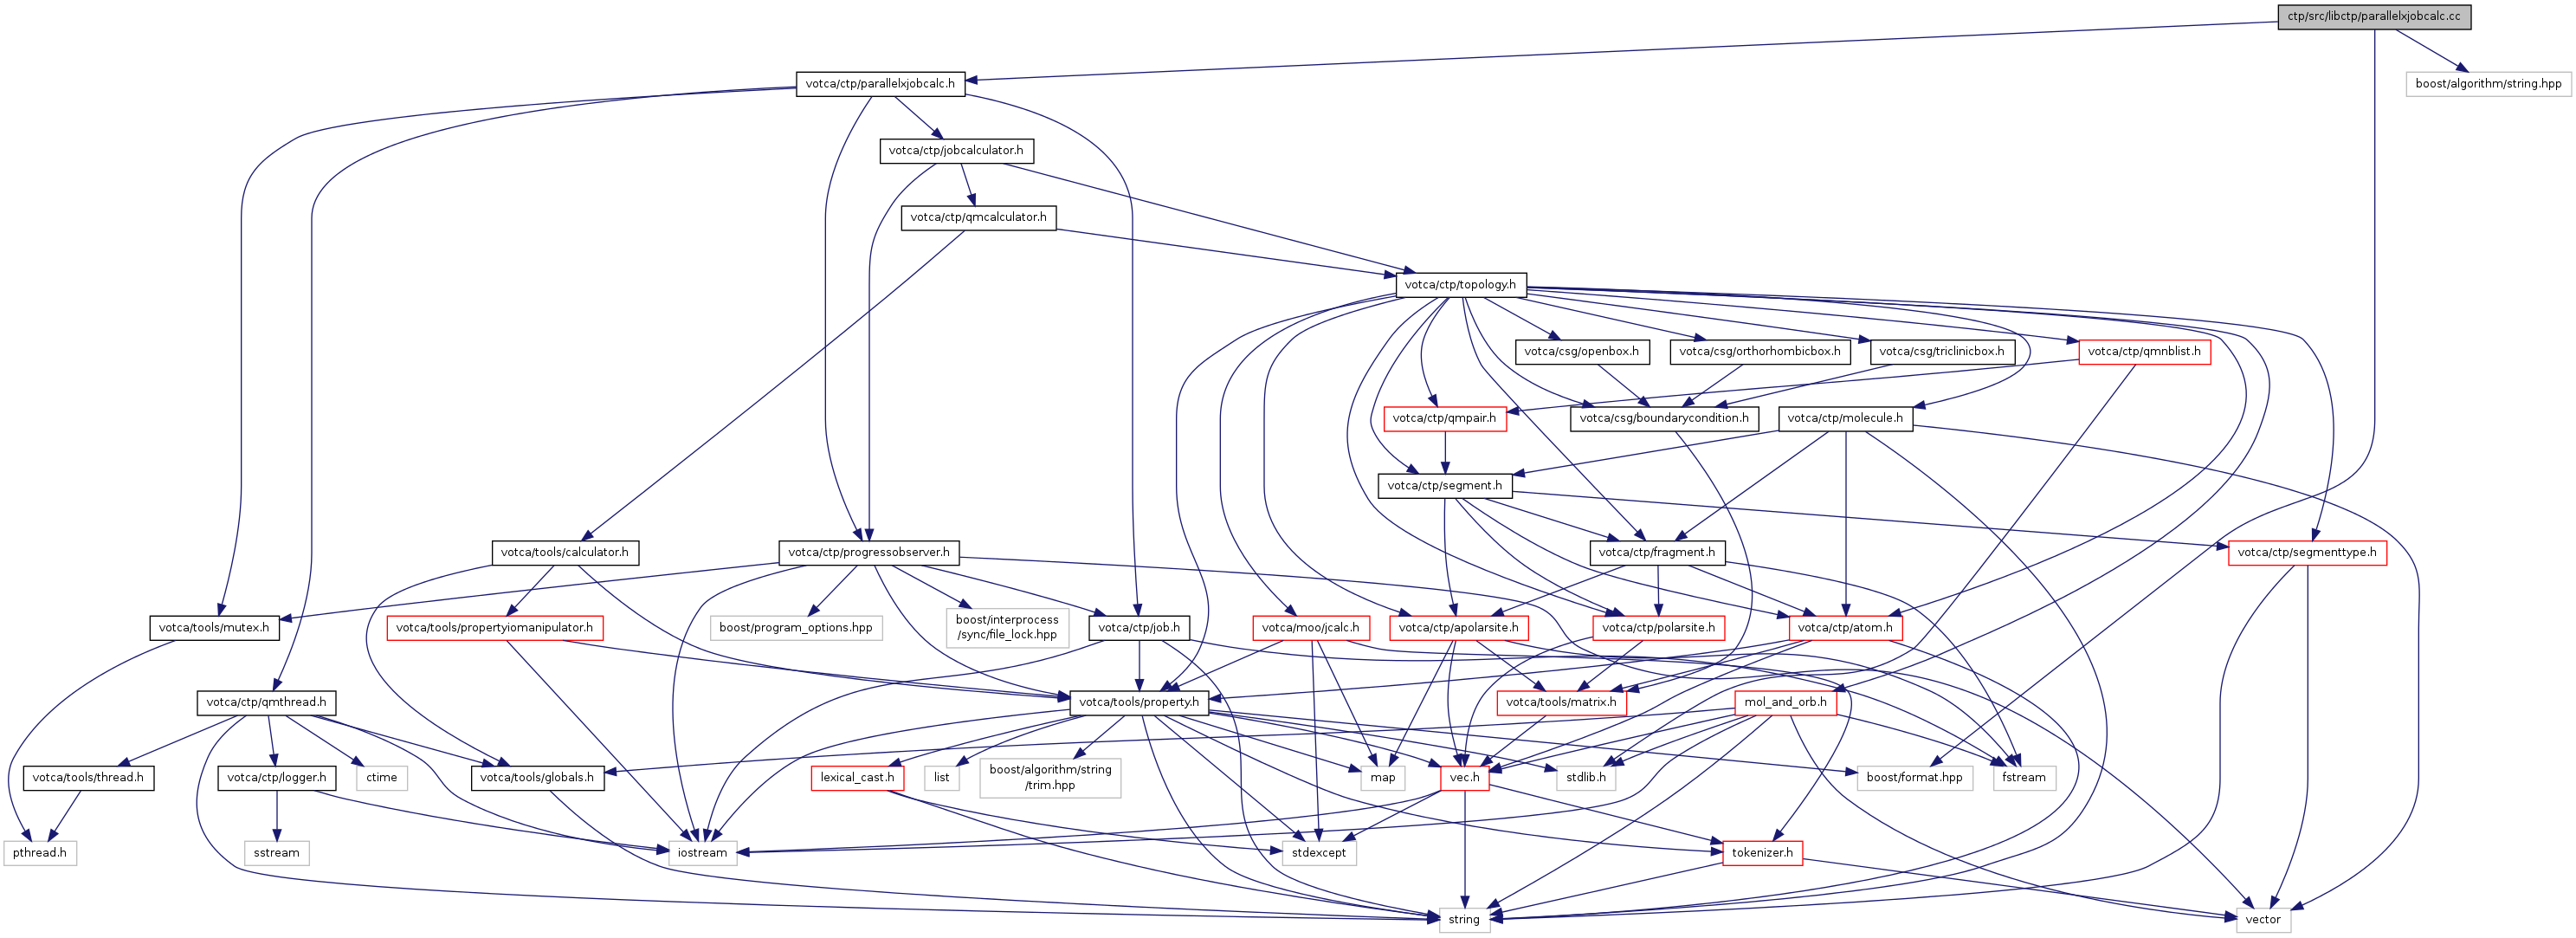 ctp/src/libctp/parallelxjobcalc.cc
votca/ctp/parallelxjobcalc.h
boost/algorithm/string.hpp
votca/ctp/jobcalculator.h
votca/ctp/qmcalculator.h
votca/ctp/topology.h
votca/csg/openbox.h
votca/csg/orthorhombicbox.h
votca/csg/triclinicbox.h
votca/ctp/qmnblist.h
votca/ctp/qmpair.h
votca/csg/boundarycondition.h
votca/ctp/molecule.h
votca/ctp/segment.h
votca/tools/calculator.h
votca/ctp/progressobserver.h
votca/ctp/fragment.h
votca/ctp/segmenttype.h
votca/tools/mutex.h
votca/tools/propertyiomanipulator.h
boost/program_options.hpp
boost/interprocess
/sync/file_lock.hpp
votca/ctp/job.h
votca/moo/jcalc.h
votca/ctp/apolarsite.h
votca/ctp/polarsite.h
votca/ctp/atom.h
votca/ctp/qmthread.h
votca/tools/property.h
votca/tools/matrix.h
mol_and_orb.h
votca/tools/thread.h
votca/ctp/logger.h
ctime
votca/tools/globals.h
lexical_cast.h
list
boost/algorithm/string
/trim.hpp
map
vec.h
stdlib.h
boost/format.hpp
fstream
pthread.h
sstream
iostream
stdexcept
tokenizer.h
string
vector